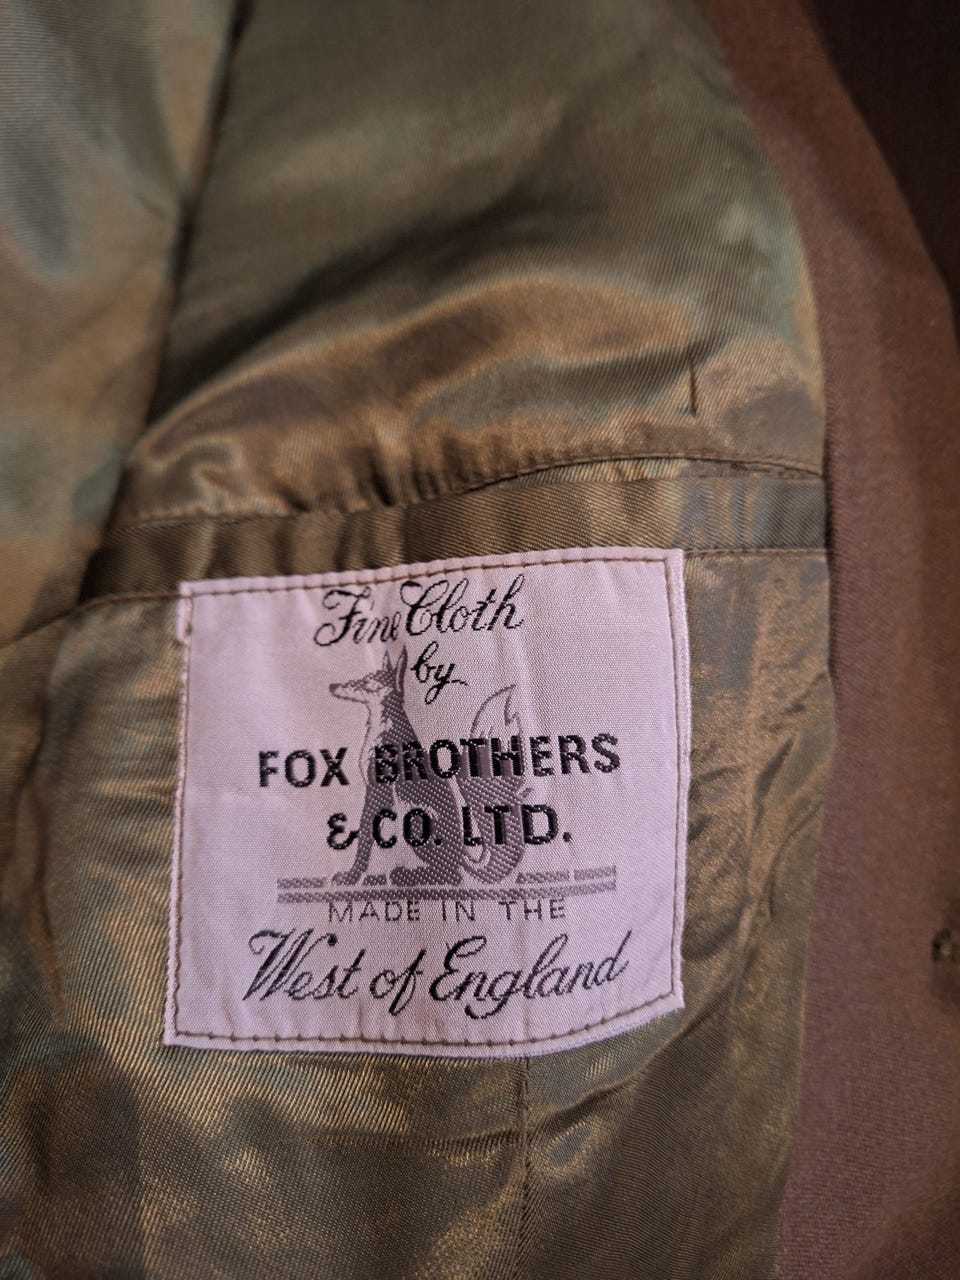 Fine Cloth
by
FOX BROTHERS
& CO. LTD.
MADE IN THE
West of England